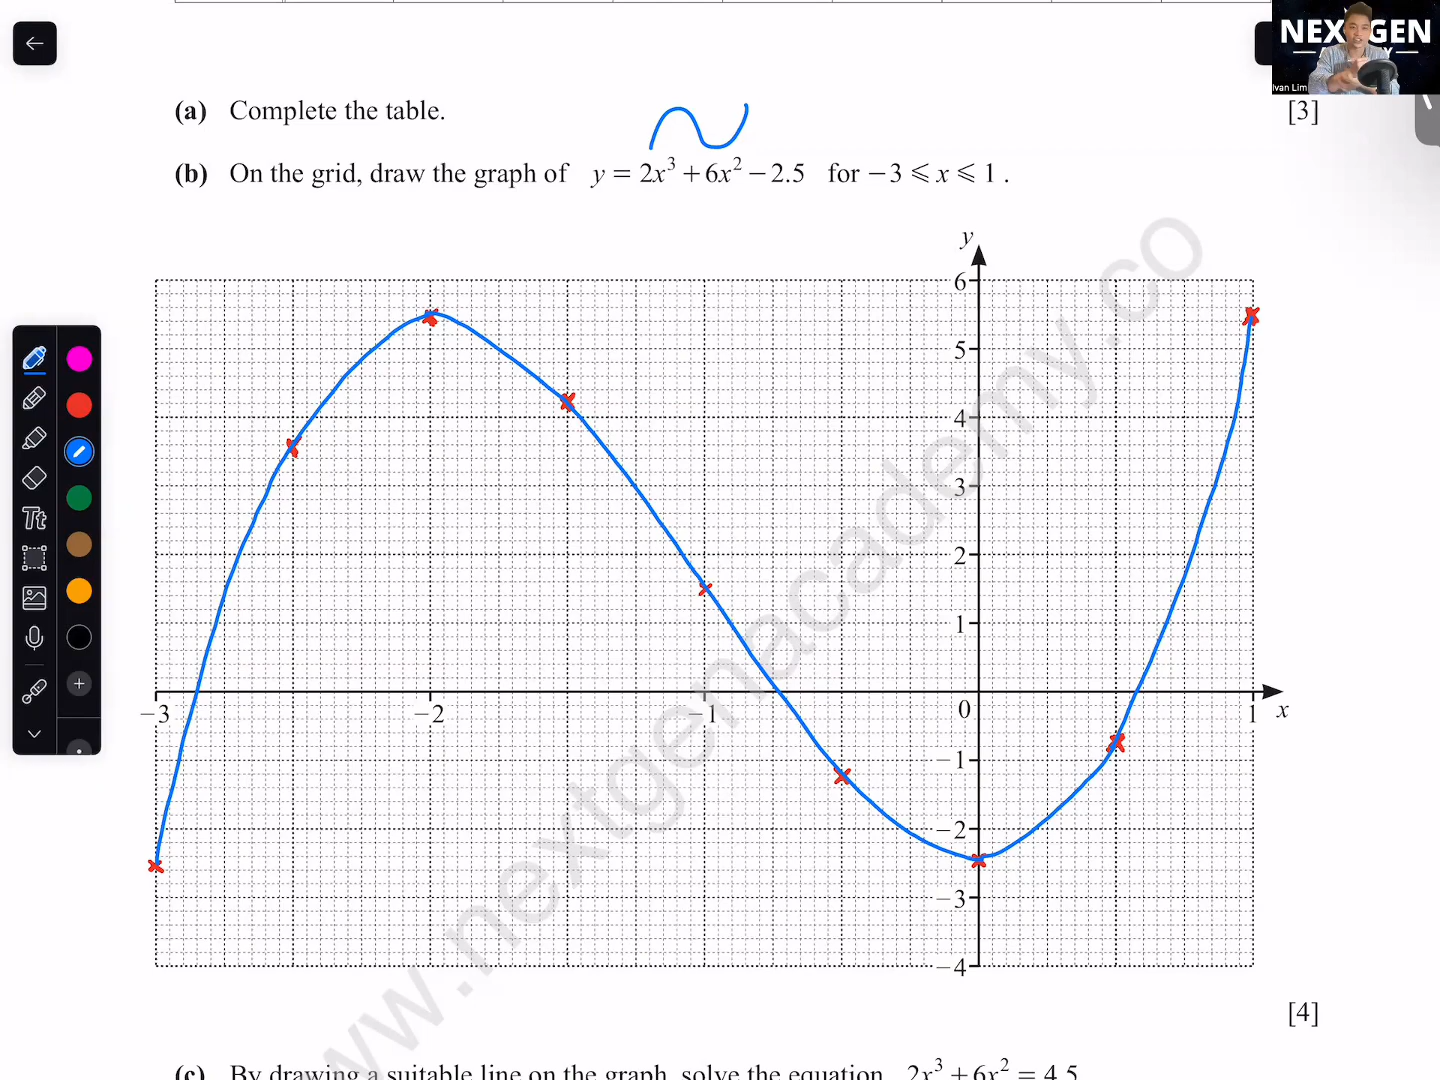 NEXTGEN
Ivan Lim
(a) Complete the table.
[3]
(b) On the grid, draw the graph of y = 2x³ + 6x² − 2.5 for −3 ⩽ x ⩽ 1 .
y
6
5
4
3
2
1
−3 −2 −1 0 1 x
−1
−2
−3
−4
Tt
www.nextgenacademy.co
[4]
(c) By drawing a suitable line on the graph, solve the equation 2x³ + 6x² = 4.5